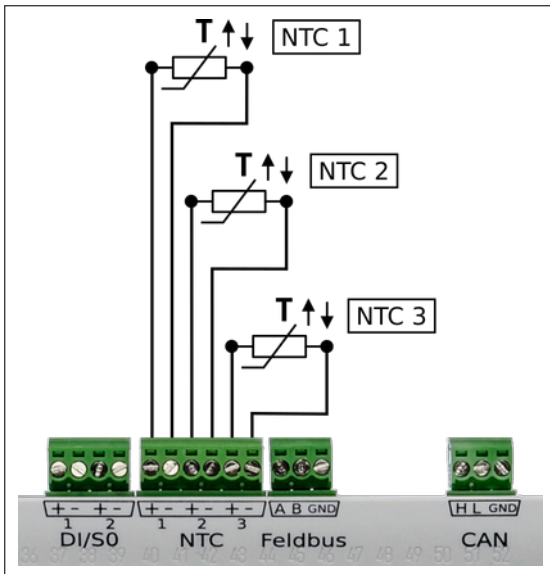 T NTC 1
T NTC 2
T NTC 3
+ - + -
1 2
+ - + - + -
1 2 3
A B GND
H L GND
DI/S0 NTC Feldbus CAN
36 37 38 39 40 41 42 43 44 45 46 47 48 49 50 51 52